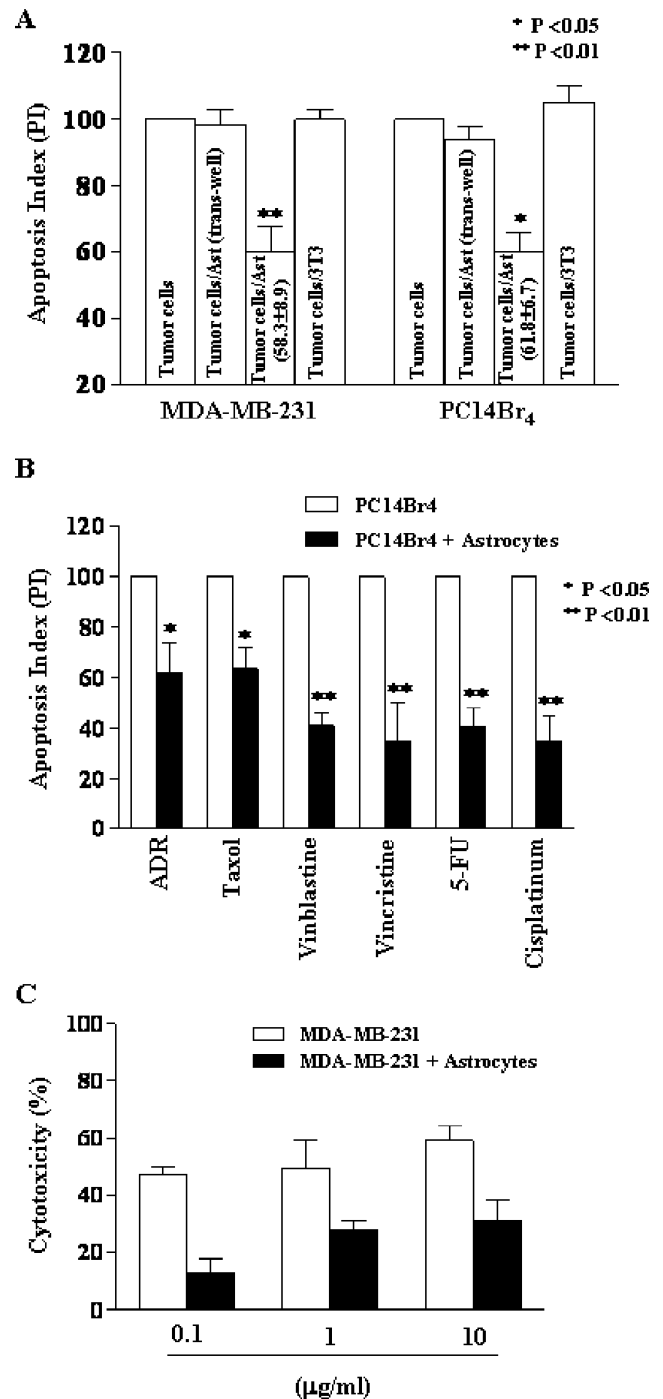 A
* P <0.05
** P <0.01
Apoptosis Index (PI)
120
100
80
60
40
20
**
*
Tumor cells
Tumor cells/Ast (trans-well)
Tumor cells/Ast
(58.3±8.9)
Tumor cells/3T3
Tumor cells
Tumor cells/Ast (trans-well)
Tumor cells/Ast
(61.8±6.7)
Tumor cells/3T3
MDA-MB-231
PC14Br4
B
PC14Br4
PC14Br4 + Astrocytes
* P <0.05
** P <0.01
Apoptosis Index (PI)
120
100
80
60
40
20
0
*
*
**
**
**
**
ADR
Taxol
Vinblastine
Vincristine
5-FU
Cisplatinum
C
MDA-MB-231
MDA-MB-231 + Astrocytes
Cytotoxicity (%)
100
80
60
40
20
0
0.1
1
10
(µg/ml)